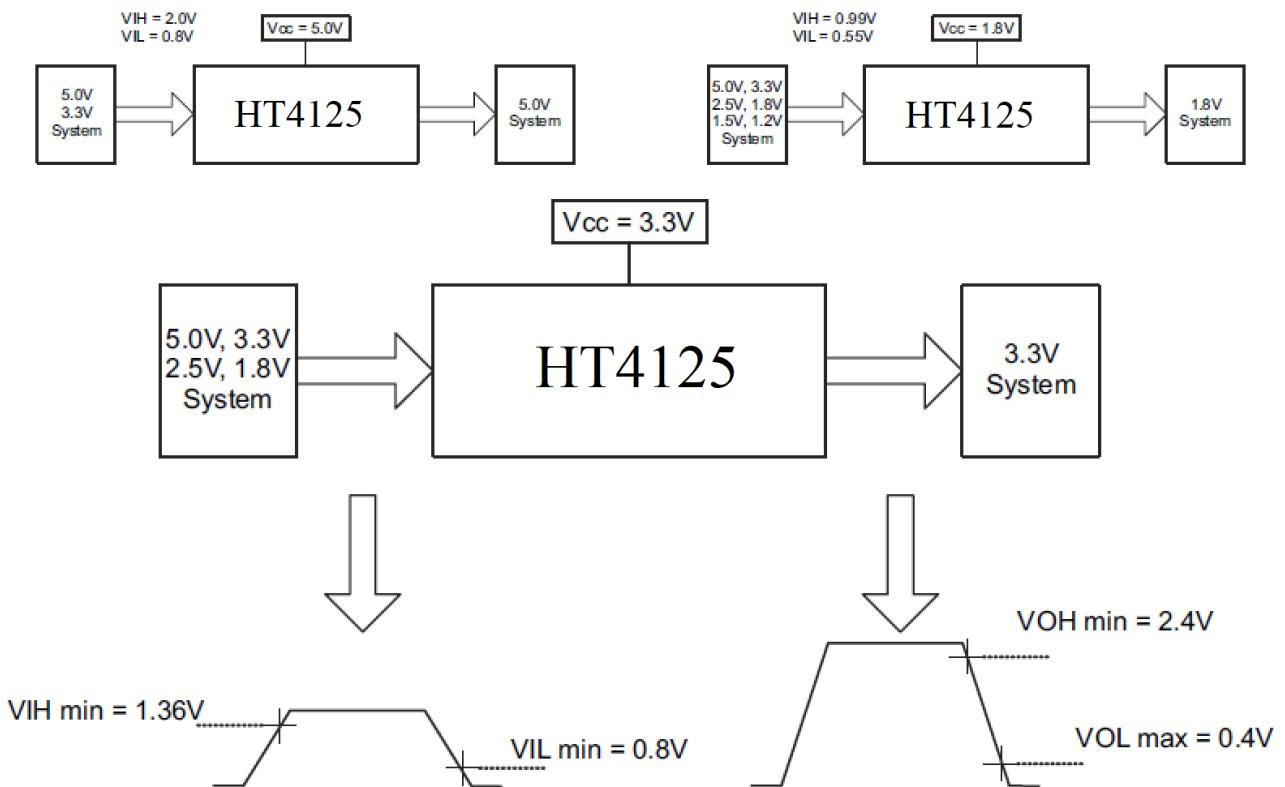 VIH = 2.0V
VIL = 0.8V
Vcc = 5.0V
5.0V
3.3V
System
HT4125
5.0V
System
VIH = 0.99V
VIL = 0.55V
Vcc = 1.8V
5.0V, 3.3V
2.5V, 1.8V
1.5V, 1.2V
System
HT4125
1.8V
System
Vcc = 3.3V
5.0V, 3.3V
2.5V, 1.8V
System
HT4125
3.3V
System
VIH min = 1.36V
VIL min = 0.8V
VOH min = 2.4V
VOL max = 0.4V